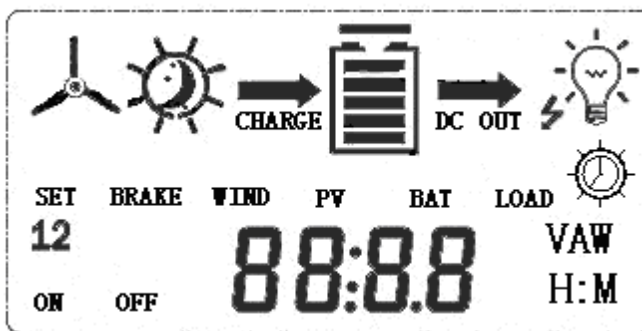 CHARGE DC OUT
SET BRAKE WIND PV BAT LOAD
12 88:8.8 VAW
ON OFF H:M